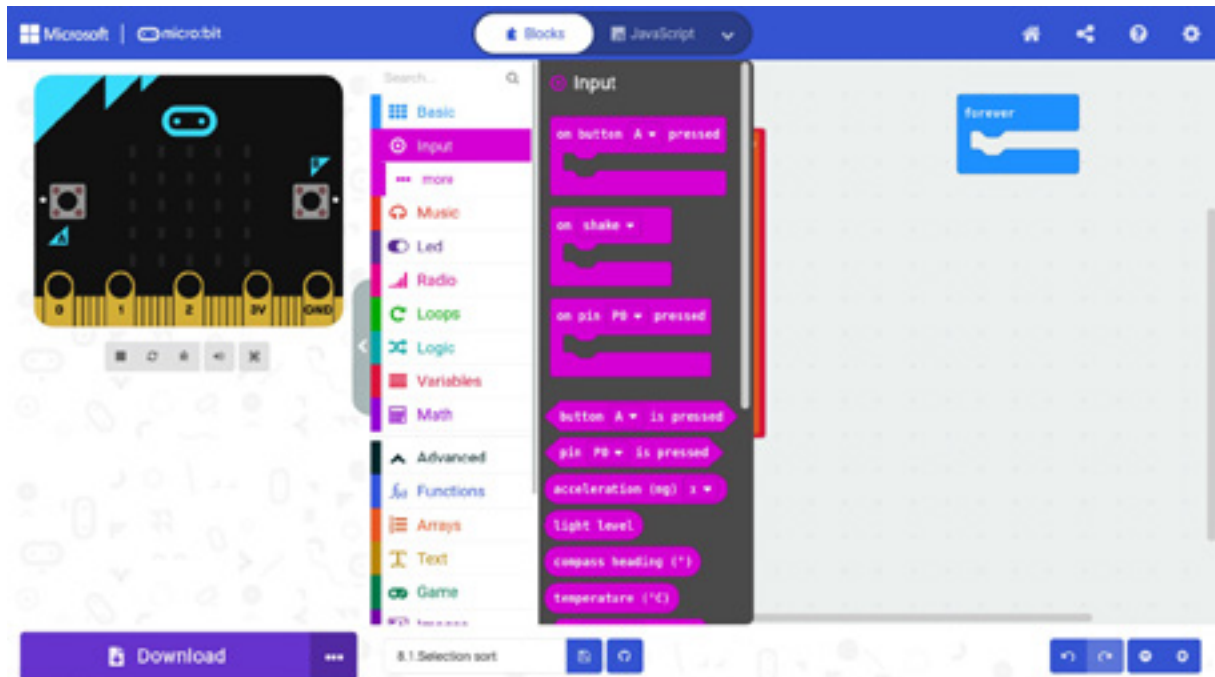 Microsoft | micro:bit
Blocks
JavaScript
0
1
2
3V
GND
Search...
Basic
Input
more
Music
Led
Radio
Loops
Logic
Variables
Math
Advanced
Functions
Arrays
Text
Game
Images
Input
on button A pressed
on shake
on pin P0 pressed
button A is pressed
pin P0 is pressed
acceleration (mg) x
light level
compass heading (°)
temperature (°C)
forever
Download
8.1.Selection sort